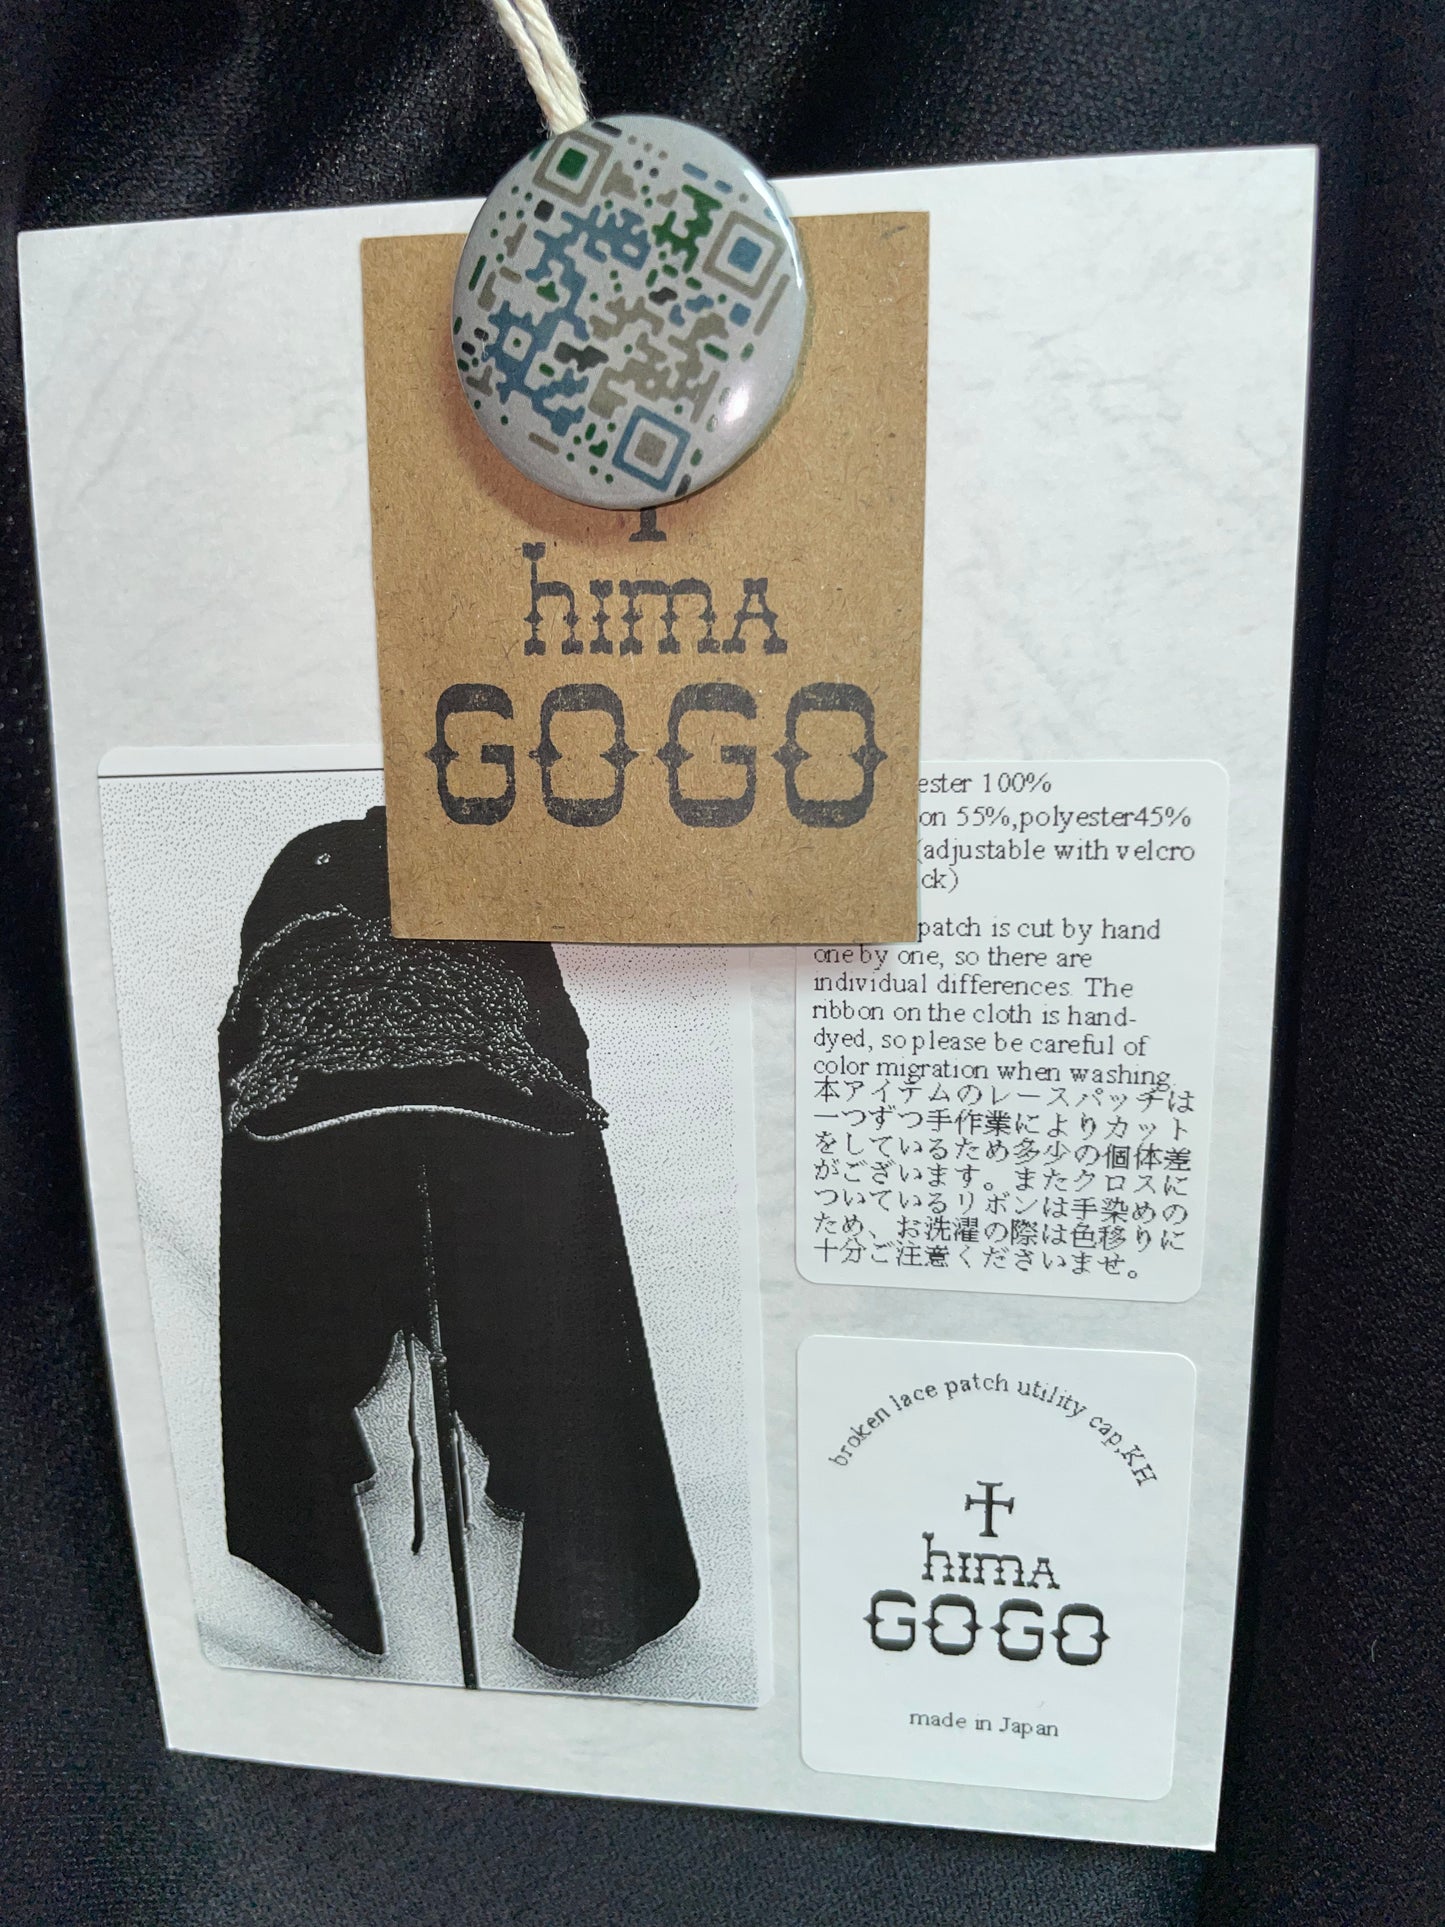 hima
GOGO
100%
55%,polyester45%
(adjustable with velcro
patch is cut by hand
one by one, so there are
individual differences. The
ribbon on the cloth is hand-
dyed, so please be careful of
color migration when washing.
本アイテムのレースパッチは
一つずつ手作業によりカット
をしているため多少の個体差
がございます。またクロスに
ついているリボンは手染めの
ため、お洗濯の際は色移りに
十分ご注意くださいませ。
broken lace patch utility cap,KH
hima
GOGO
made in Japan